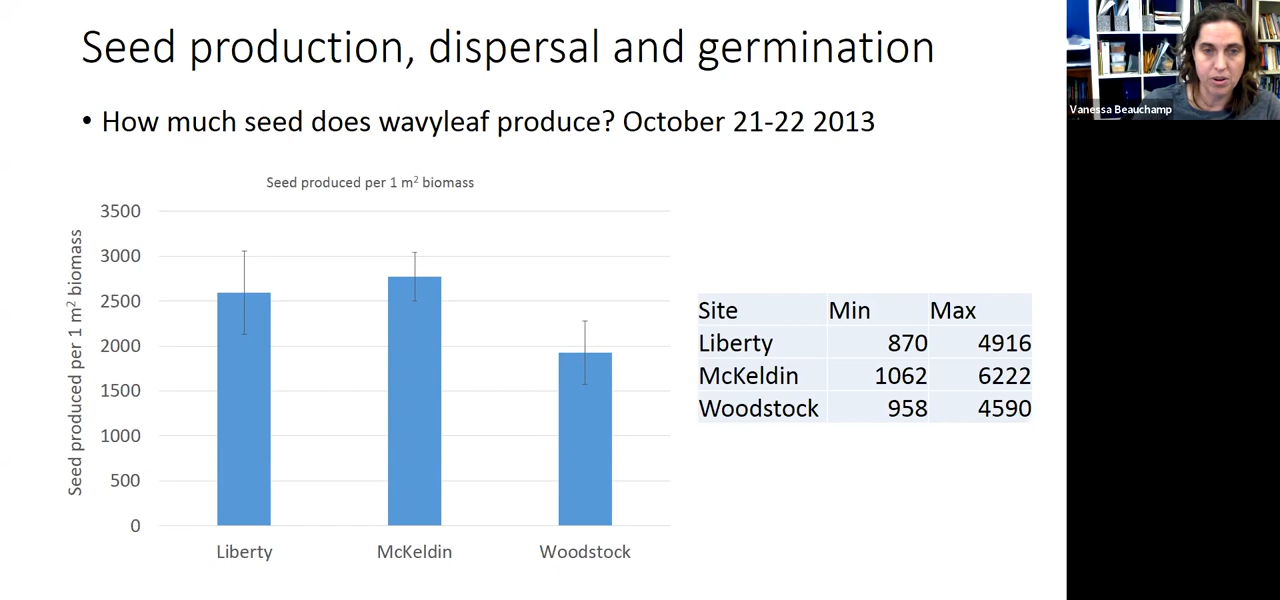 Seed production, dispersal and germination
• How much seed does wavyleaf produce? October 21-22 2013
Vanessa Beauchamp
Seed produced per 1 m² biomass
Seed produced per 1 m² biomass
3500
3000
2500
2000
1500
1000
500
0
Liberty McKeldin Woodstock
Site Min Max
Liberty 870 4916
McKeldin 1062 6222
Woodstock 958 4590